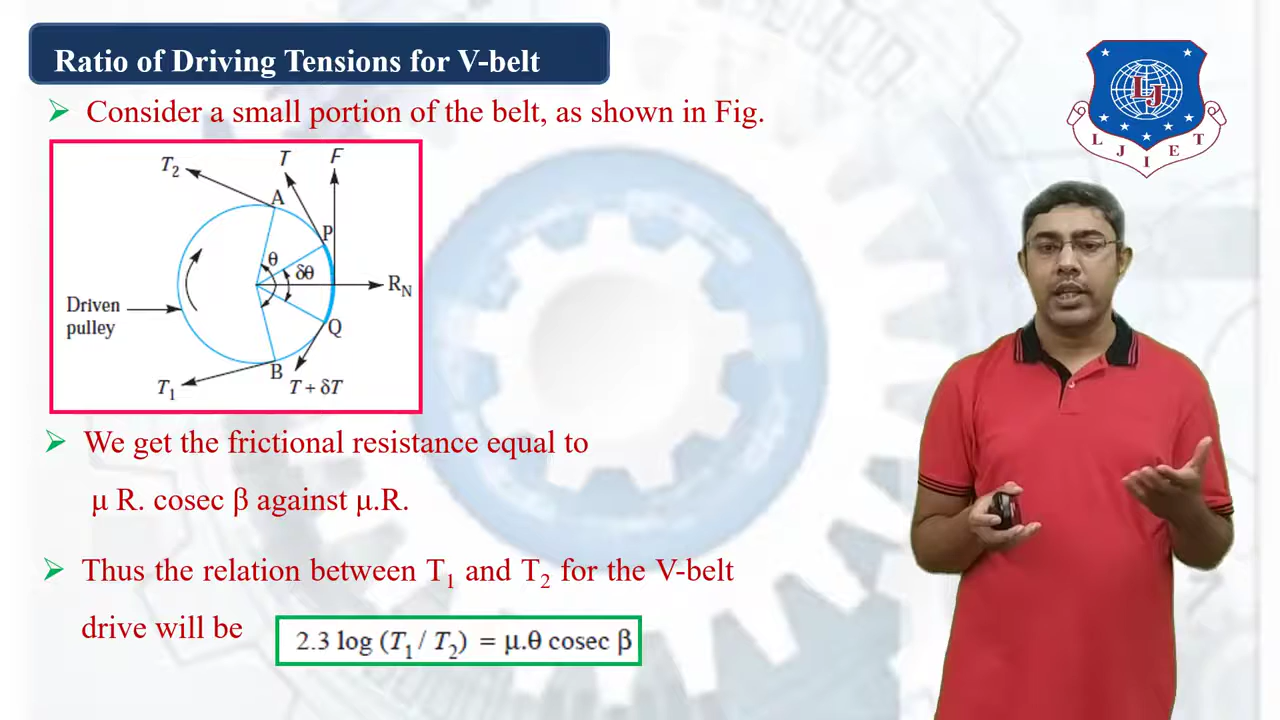 Ratio of Driving Tensions for V-belt
➢ Consider a small portion of the belt, as shown in Fig.
T₂
T
F
A
P
θ
δθ
R_N
Driven
pulley
Q
B
T₁
T + δT
➢ We get the frictional resistance equal to
μ R. cosec β against μ.R.
➢ Thus the relation between T₁ and T₂ for the V-belt
drive will be
2.3 log (T₁ / T₂) = μ.θ cosec β
LJ
L J I E T